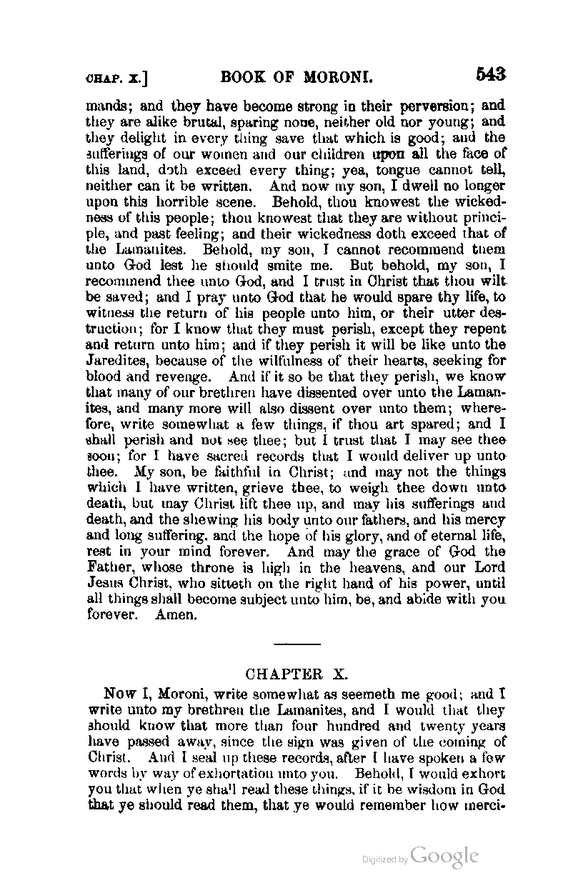 CHAP. X.] BOOK OF MORONI. 543
mands; and they have become strong in their perversion; and
they are alike brutal, sparing none, neither old nor young; and
they delight in every thing save that which is good; and the
sufferings of our women and our children upon all the face of
this land, doth exceed every thing; yea, tongue cannot tell,
neither can it be written. And now my son, I dwell no longer
upon this horrible scene. Behold, thou knowest the wicked-
ness of this people; thou knowest that they are without princi-
ple, and past feeling; and their wickedness doth exceed that of
the Lamanites. Behold, my son, I cannot recommend them
unto God lest he should smite me. But behold, my son, I
recommend thee unto God, and I trust in Christ that thou wilt
be saved; and I pray unto God that he would spare thy life, to
witness the return of his people unto him, or their utter des-
truction; for I know that they must perish, except they repent
and return unto him; and if they perish it will be like unto the
Jaredites, because of the wilfulness of their hearts, seeking for
blood and revenge. And if it so be that they perish, we know
that many of our brethren have dissented over unto the Laman-
ites, and many more will also dissent over unto them; where-
fore, write somewhat a few things, if thou art spared; and I
shall perish and not see thee; but I trust that I may see thee
soon; for I have sacred records that I would deliver up unto
thee. My son, be faithful in Christ; and may not the things
which I have written, grieve thee, to weigh thee down unto
death, but may Christ lift thee up, and may his sufferings and
death, and the shewing his body unto our fathers, and his mercy
and long suffering, and the hope of his glory, and of eternal life,
rest in your mind forever. And may the grace of God the
Father, whose throne is high in the heavens, and our Lord
Jesus Christ, who sitteth on the right hand of his power, until
all things shall become subject unto him, be, and abide with you
forever. Amen.
CHAPTER X.
Now I, Moroni, write somewhat as seemeth me good; and I
write unto my brethren the Lamanites, and I would that they
should know that more than four hundred and twenty years
have passed away, since the sign was given of the coming of
Christ. And I seal up these records, after I have spoken a few
words by way of exhortation unto you. Behold, I would exhort
you that when ye shall read these things, if it be wisdom in God
that ye should read them, that ye would remember how merci-
Digitized by Google